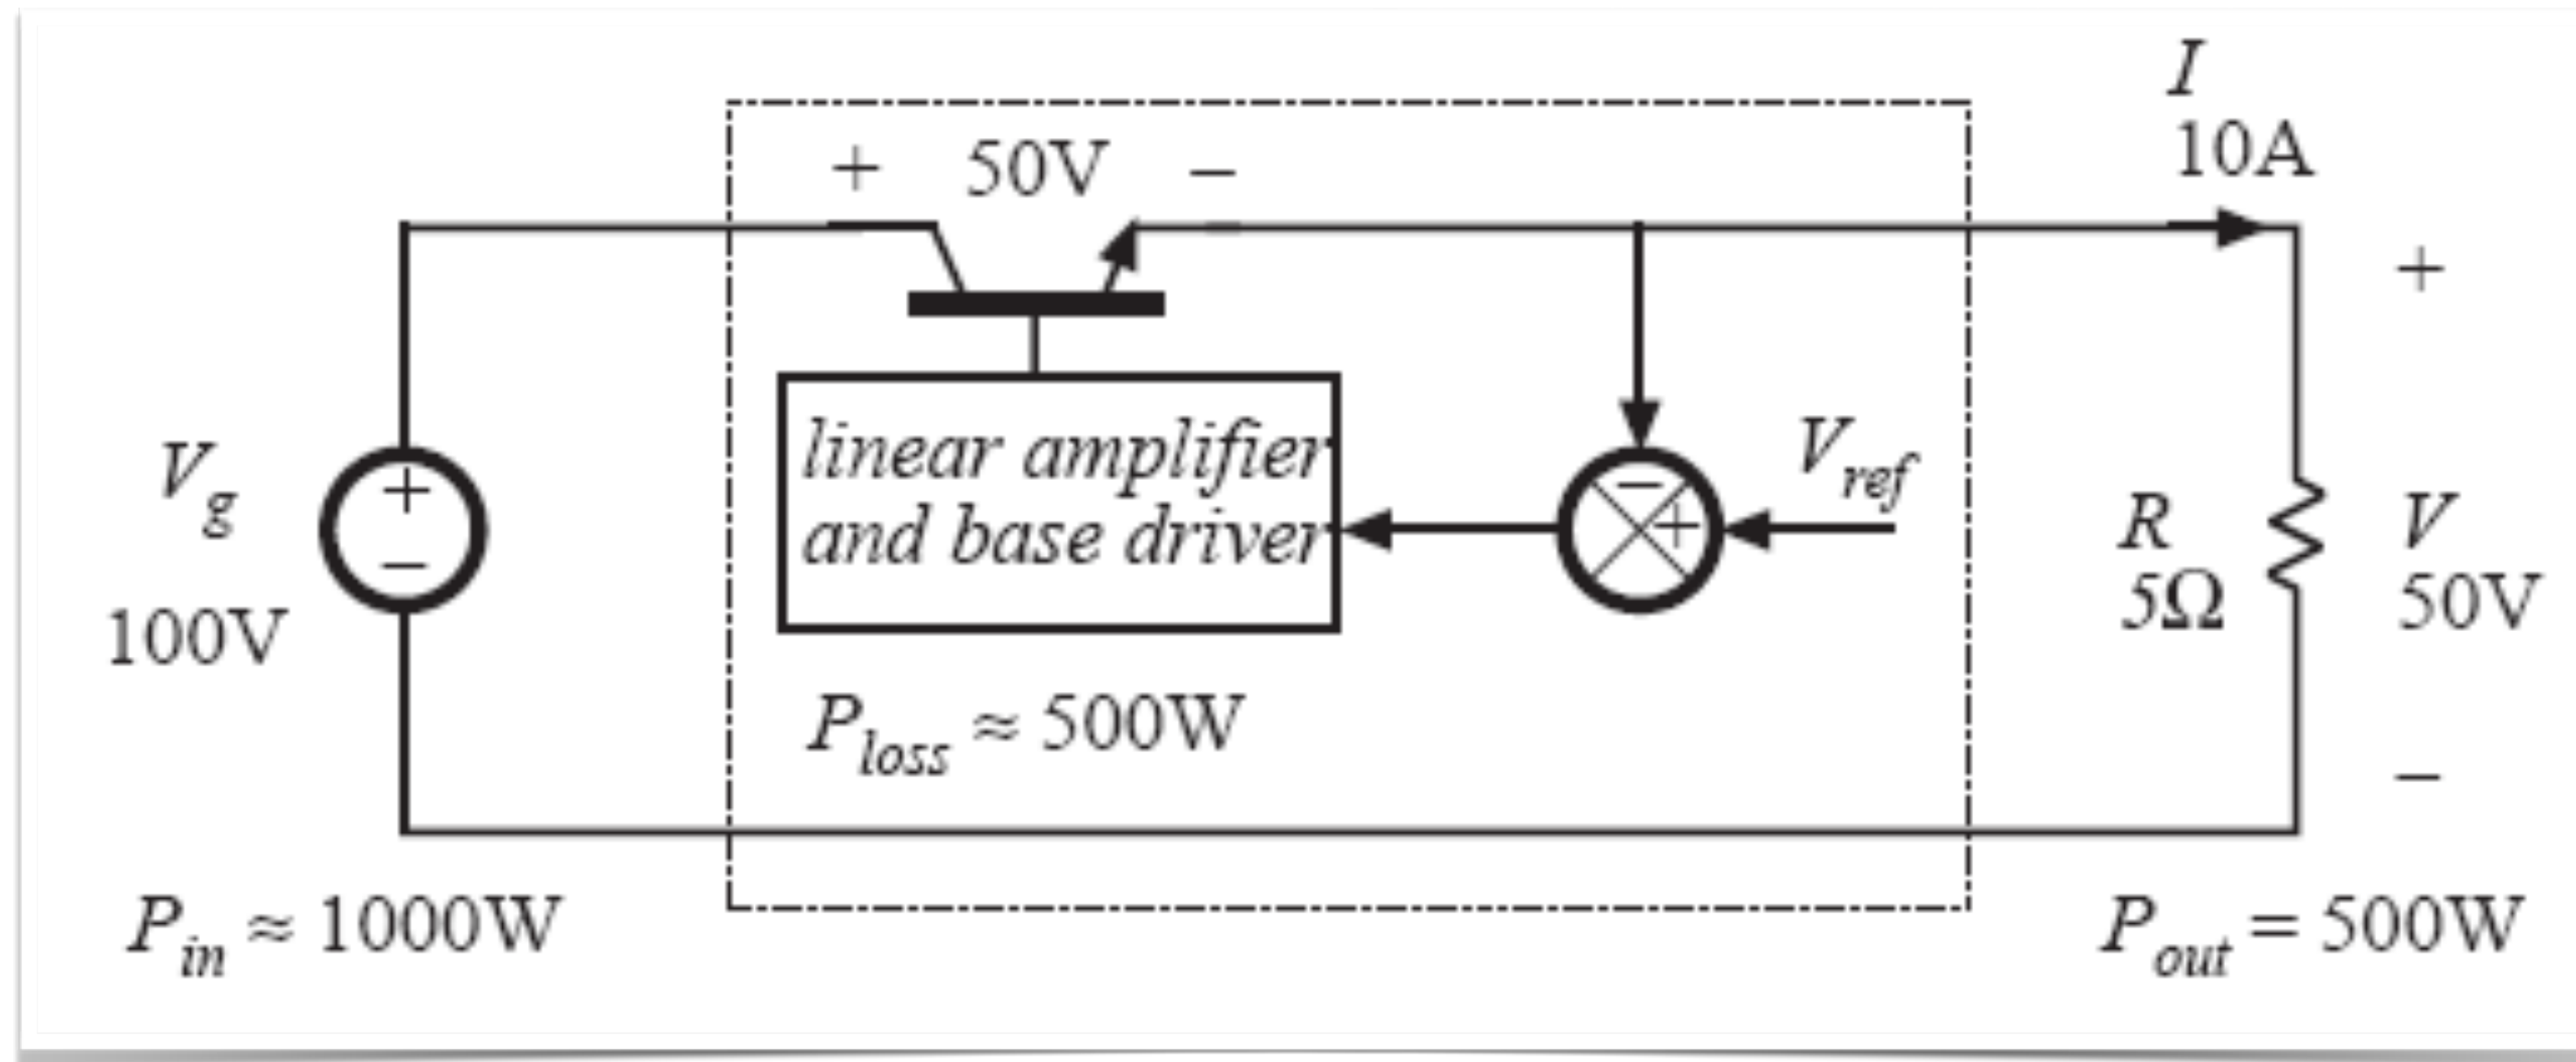 I
10A
+ 50V −
+
V_g
+
−
100V
linear amplifier
and base driver
−
+
V_ref
R
5Ω
V
50V
P_loss ≈ 500W
−
P_in ≈ 1000W
P_out = 500W